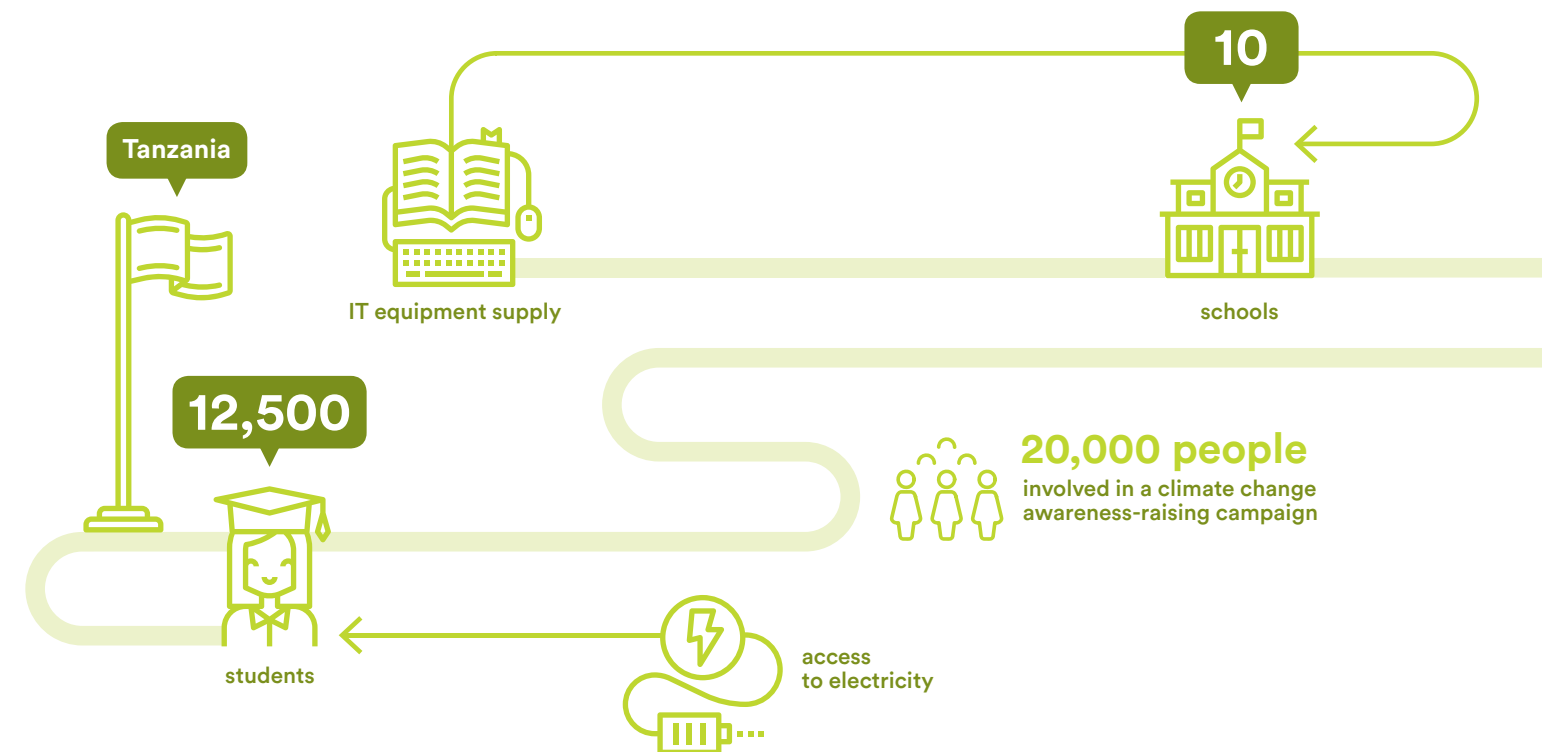 10
Tanzania
IT equipment supply
schools
12,500
20,000 people
involved in a climate change
awareness-raising campaign
students
access
to electricity